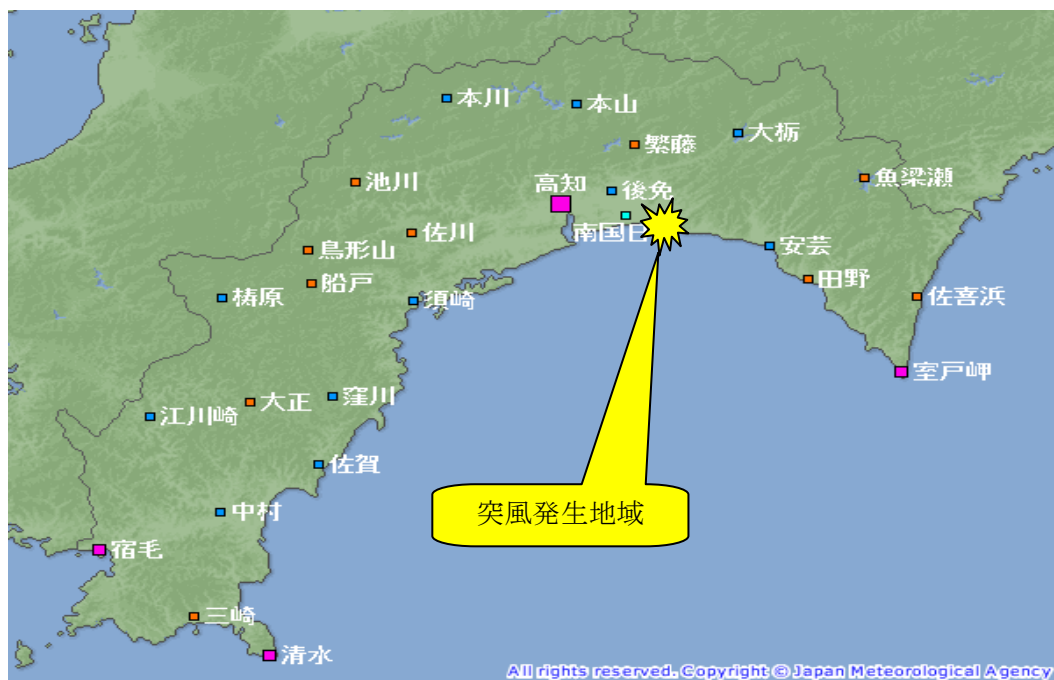 本川
本山
大栃
繁藤
池川
高知
後免
魚梁瀬
佐川
南国日
鳥形山
安芸
船戸
田野
梼原
須崎
佐喜浜
室戸岬
大正
窪川
江川崎
佐賀
中村
突風発生地域
宿毛
三崎
清水
All rights reserved. Copyright © Japan Meteorological Agency